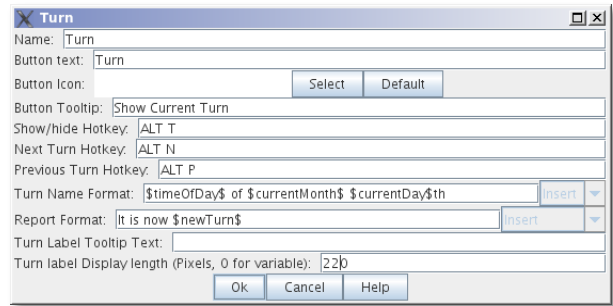 Turn
Name: Turn
Button text: Turn
Button Icon: Select Default
Button Tooltip: Show Current Turn
Show/hide Hotkey: ALT T
Next Turn Hotkey: ALT N
Previous Turn Hotkey: ALT P
Turn Name Format: $timeOfDay$ of $currentMonth$ $currentDay$th Insert
Report Format: It is now $newTurn$ Insert
Turn Label Tooltip Text:
Turn label Display length (Pixels, 0 for variable): 220
Ok Cancel Help